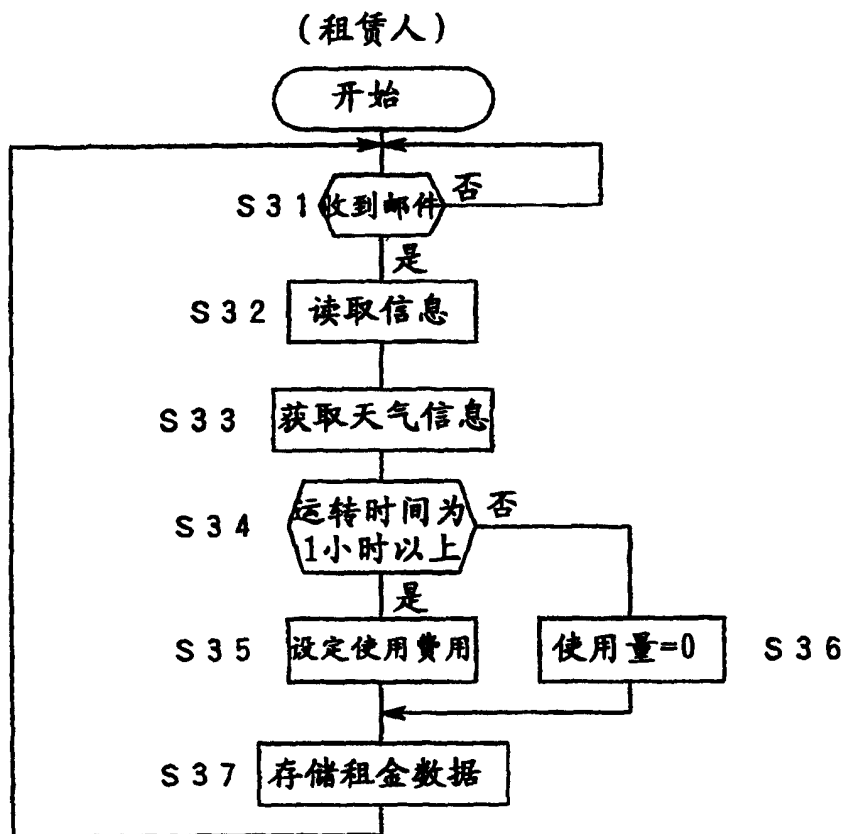 (租赁人)
开始
S31 收到邮件 否
是
S32 读取信息
S33 获取天气信息
S34 运转时间为 否
1小时以上
是
S35 设定使用费用 使用量=0 S36
S37 存储租金数据